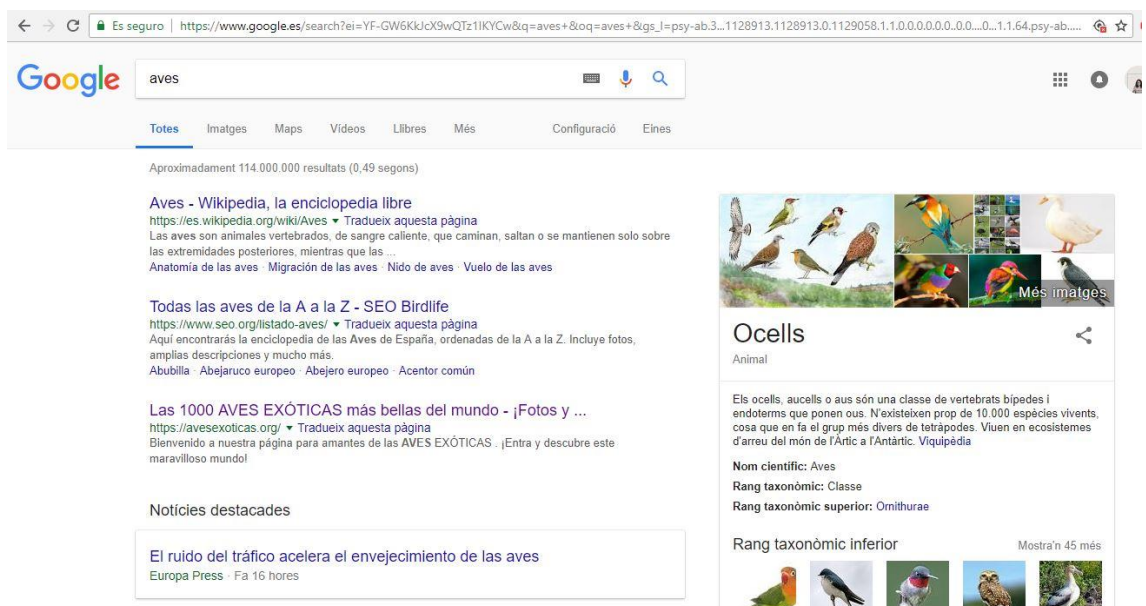 Es seguro | https://www.google.es/search?ei=YF-GW6KkJcX9wQTz1IKYCw&q=aves+&oq=aves+&gs_l=psy-ab.3...1128913.1128913.0.1129058.1.1.0.0.0.0.0.0..0.0....0...1.1.64.psy-ab.....
Google
aves
Totes Imatges Maps Vídeos Llibres Més Configuració Eines
Aproximadament 114.000.000 resultats (0,49 segons)
Aves - Wikipedia, la enciclopedia libre
https://es.wikipedia.org/wiki/Aves ▾ Tradueix aquesta pàgina
Las aves son animales vertebrados, de sangre caliente, que caminan, saltan o se mantienen solo sobre
las extremidades posteriores, mientras que las ...
Anatomía de las aves · Migración de las aves · Nido de aves · Vuelo de las aves
Todas las aves de la A a la Z - SEO Birdlife
https://www.seo.org/listado-aves/ ▾ Tradueix aquesta pàgina
Aquí encontrarás la enciclopedia de las Aves de España, ordenadas de la A a la Z. Incluye fotos,
amplias descripciones y mucho más.
Abubilla · Abejaruco europeo · Abejero europeo · Acentor común
Las 1000 AVES EXÓTICAS más bellas del mundo - ¡Fotos y ...
https://avesexoticas.org/ ▾ Tradueix aquesta pàgina
Bienvenido a nuestra página para amantes de las AVES EXÓTICAS . ¡Entra y descubre este
maravilloso mundo!
Notícies destacades
El ruido del tráfico acelera el envejecimiento de las aves
Europa Press · Fa 16 hores
Més imatges
Ocells
Animal
Els ocells, aucells o aus són una classe de vertebrats bípedes i
endoterms que ponen ous. N'existeixen prop de 10.000 espècies vivents,
cosa que en fa el grup més divers de tetràpodes. Viuen en ecosistemes
d'arreu del món de l'Àrtic a l'Antàrtic. Viquipèdia
Nom científic: Aves
Rang taxonòmic: Classe
Rang taxonòmic superior: Ornithurae
Rang taxonòmic inferior Mostra'n 45 més